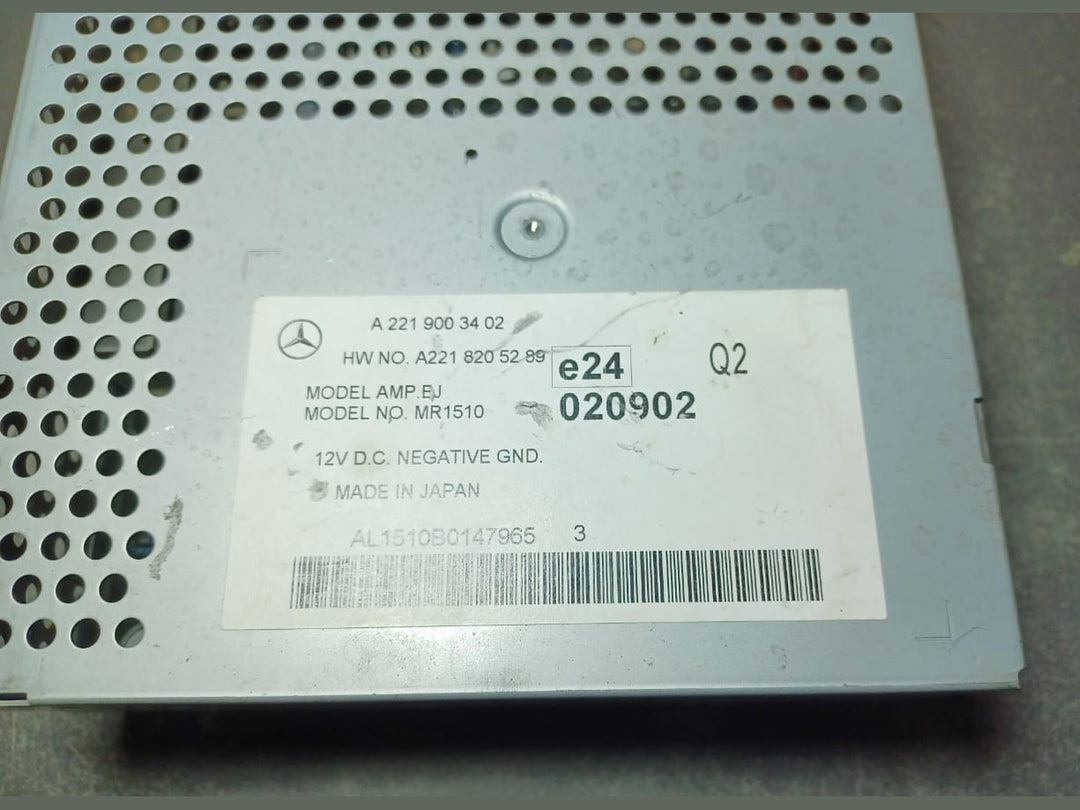 A 221 900 34 02
HW NO. A221 820 52 89
e24
Q2
MODEL AMP.EJ
MODEL NO. MR1510
020902
12V D.C. NEGATIVE GND.
MADE IN JAPAN
AL1510B0147965 3